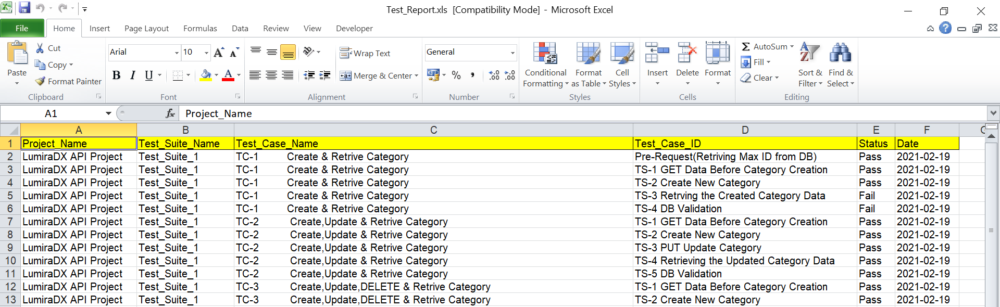 Test_Report.xls [Compatibility Mode] - Microsoft Excel
File Home Insert Page Layout Formulas Data Review View Developer
Paste
Cut
Copy
Format Painter
Clipboard
Arial 10
B I U
Font
Wrap Text
Merge & Center
Alignment
General
%
Number
Conditional Formatting
Format as Table
Cell Styles
Styles
Insert
Delete
Format
Cells
AutoSum
Fill
Clear
Sort & Filter
Find & Select
Editing
A1 fx Project_Name
A B C D E F
1 Project_Name Test_Suite_Name Test_Case_Name Test_Case_ID Status Date
2 LumiraDX API Project Test_Suite_1 TC-1 Create & Retrive Category Pre-Request(Retriving Max ID from DB) Pass 2021-02-19
3 LumiraDX API Project Test_Suite_1 TC-1 Create & Retrive Category TS-1 GET Data Before Category Creation Pass 2021-02-19
4 LumiraDX API Project Test_Suite_1 TC-1 Create & Retrive Category TS-2 Create New Category Pass 2021-02-19
5 LumiraDX API Project Test_Suite_1 TC-1 Create & Retrive Category TS-3 Retrving the Created Category Data Fail 2021-02-19
6 LumiraDX API Project Test_Suite_1 TC-1 Create & Retrive Category TS-4 DB Validation Fail 2021-02-19
7 LumiraDX API Project Test_Suite_1 TC-2 Create,Update & Retrive Category TS-1 GET Data Before Category Creation Pass 2021-02-19
8 LumiraDX API Project Test_Suite_1 TC-2 Create,Update & Retrive Category TS-2 Create New Category Pass 2021-02-19
9 LumiraDX API Project Test_Suite_1 TC-2 Create,Update & Retrive Category TS-3 PUT Update Category Pass 2021-02-19
10 LumiraDX API Project Test_Suite_1 TC-2 Create,Update & Retrive Category TS-4 Retrieving the Updated Category Data Pass 2021-02-19
11 LumiraDX API Project Test_Suite_1 TC-2 Create,Update & Retrive Category TS-5 DB Validation Pass 2021-02-19
12 LumiraDX API Project Test_Suite_1 TC-3 Create,Update,DELETE & Retrive Category TS-1 GET Data Before Category Creation Pass 2021-02-19
13 LumiraDX API Project Test_Suite_1 TC-3 Create,Update,DELETE & Retrive Category TS-2 Create New Category Pass 2021-02-19